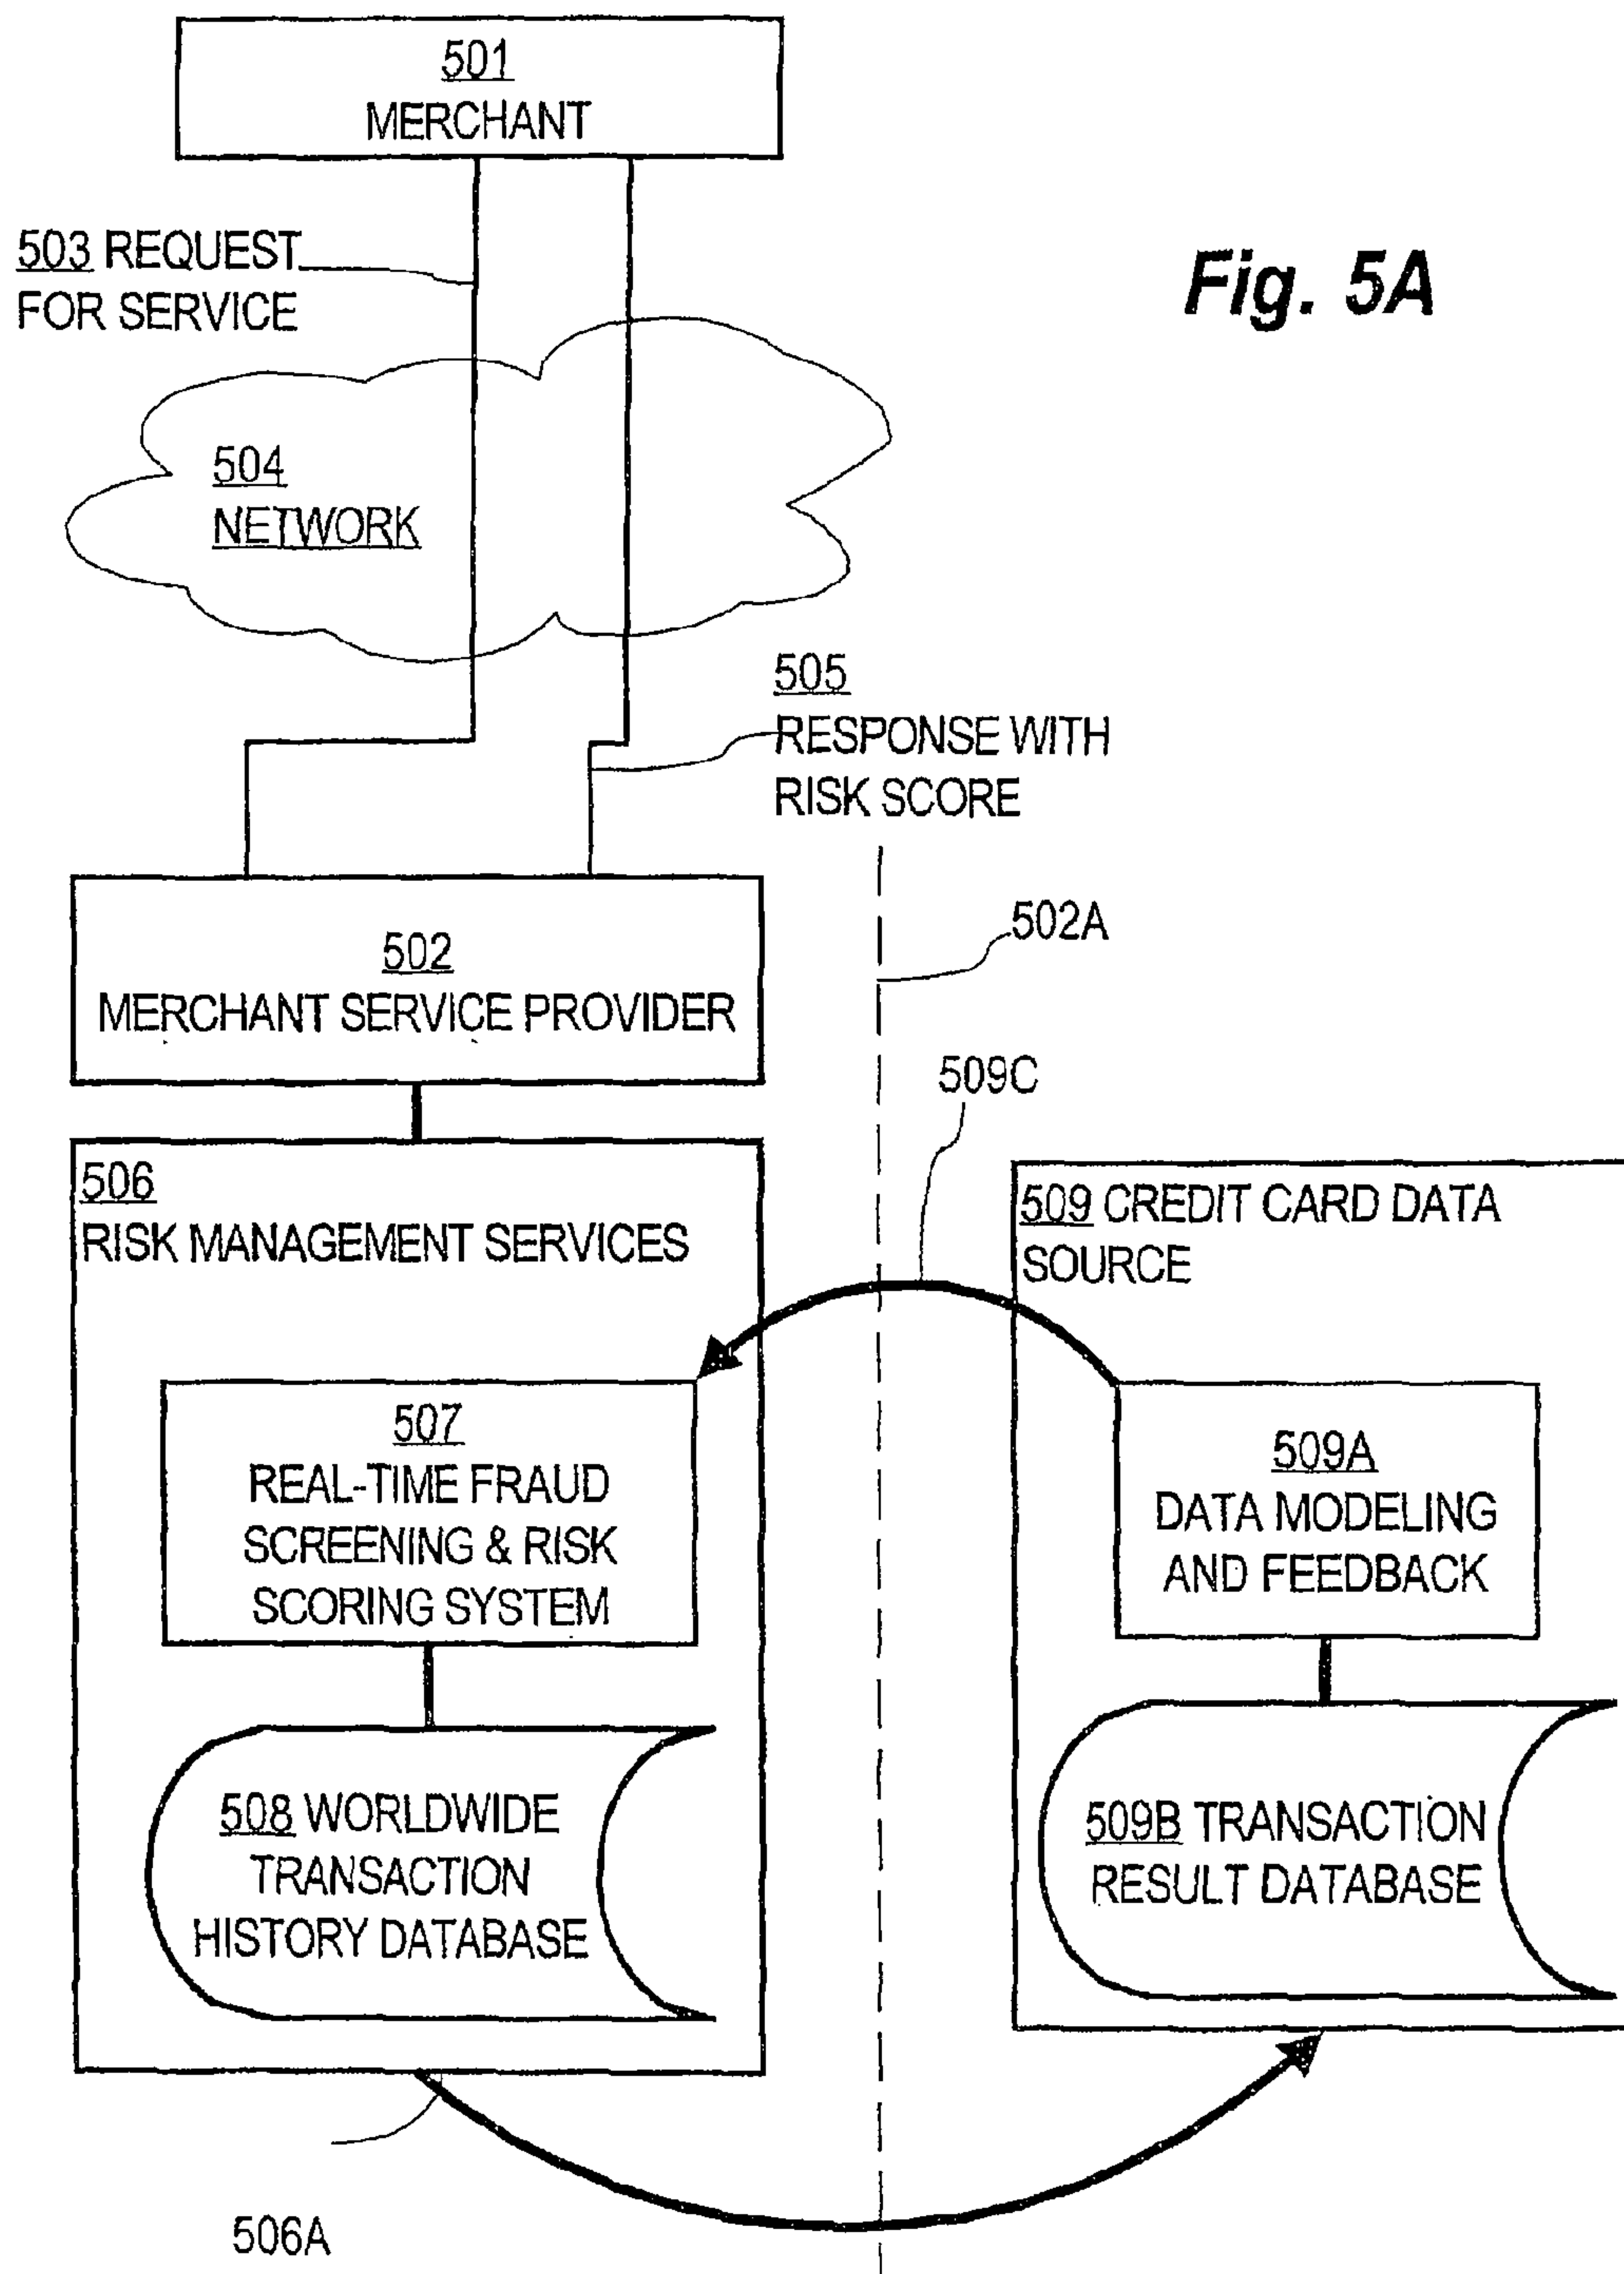 501
MERCHANT
503 REQUEST
FOR SERVICE
Fig. 5A
504
NETWORK
505
RESPONSE WITH
RISK SCORE
502
MERCHANT SERVICE PROVIDER
502A
509C
506
RISK MANAGEMENT SERVICES
509 CREDIT CARD DATA
SOURCE
507
REAL-TIME FRAUD
SCREENING & RISK
SCORING SYSTEM
509A
DATA MODELING
AND FEEDBACK
508 WORLDWIDE
TRANSACTION
HISTORY DATABASE
509B TRANSACTION
RESULT DATABASE
506A